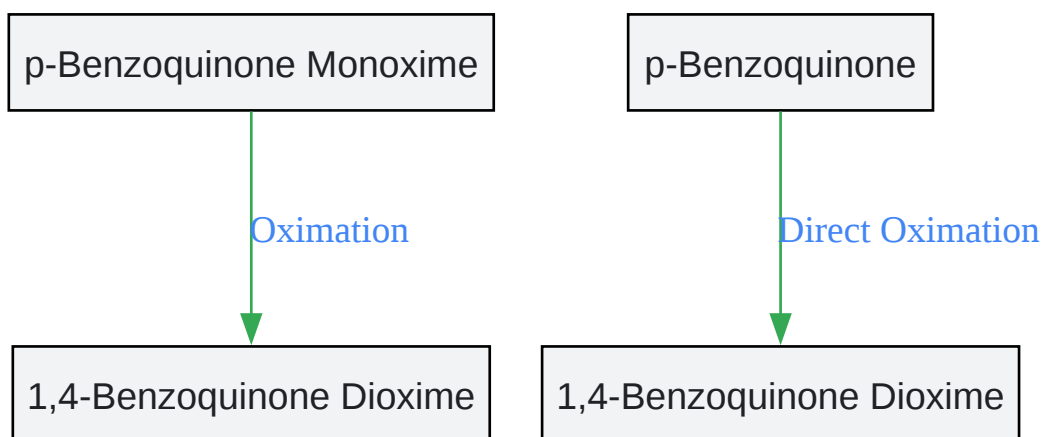 p-Benzoquinone Monoxime
p-Benzoquinone
Oximation
Direct Oximation
1,4-Benzoquinone Dioxime
1,4-Benzoquinone Dioxime